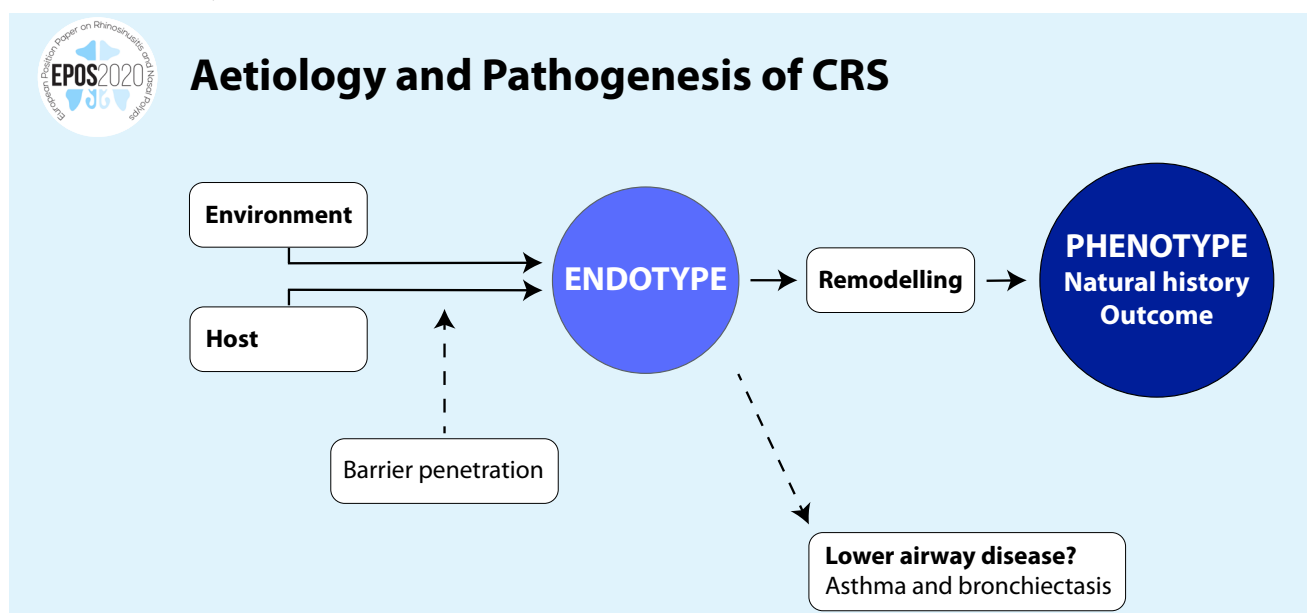 European Position Paper on Rhinosinusitis and Nasal Polyps
EPOS2020
Aetiology and Pathogenesis of CRS
Environment
Host
Barrier penetration
ENDOTYPE
Remodelling
PHENOTYPE
Natural history
Outcome
Lower airway disease?
Asthma and bronchiectasis